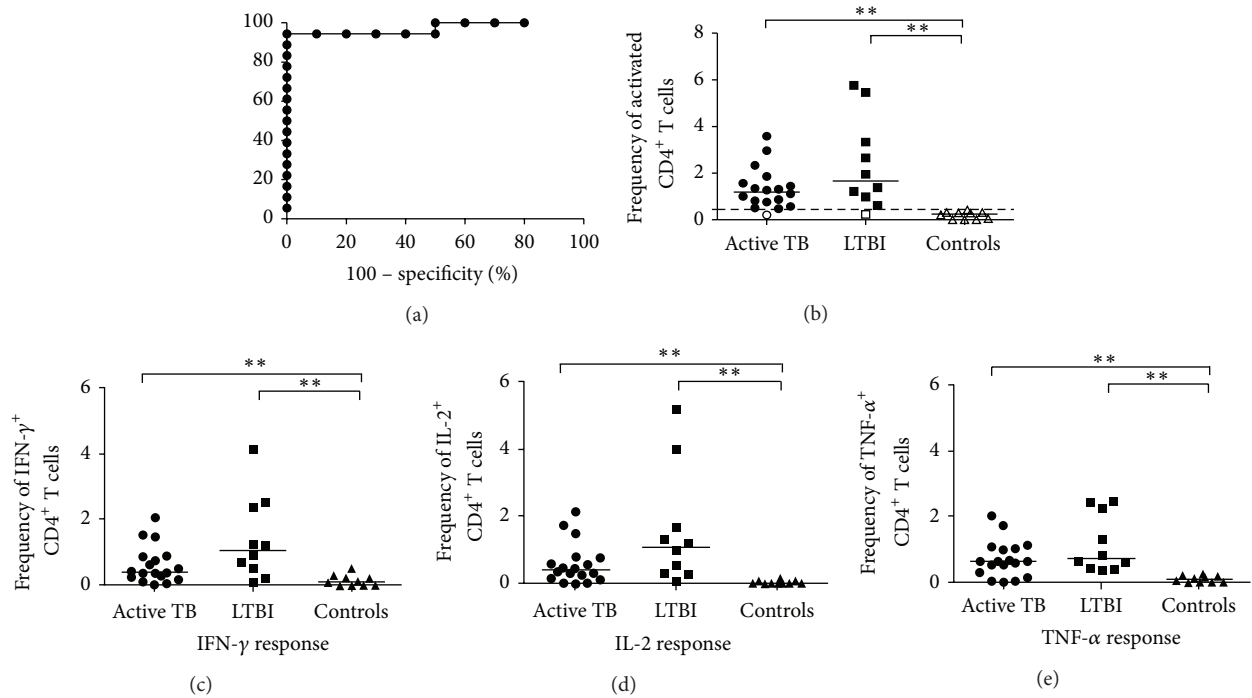 100
80
60
40
20
0
0 20 40 60 80 100
100 – specificity (%)
(a)
**
**
8
6
4
2
0
Frequency of activated
CD4⁺ T cells
Active TB LTBI Controls
(b)
**
**
6
4
2
0
Frequency of IFN-γ⁺
CD4⁺ T cells
Active TB LTBI Controls
IFN-γ response
(c)
**
**
6
4
2
0
Frequency of IL-2⁺
CD4⁺ T cells
Active TB LTBI Controls
IL-2 response
(d)
**
**
6
4
2
0
Frequency of TNF-α⁺
CD4⁺ T cells
Active TB LTBI Controls
TNF-α response
(e)